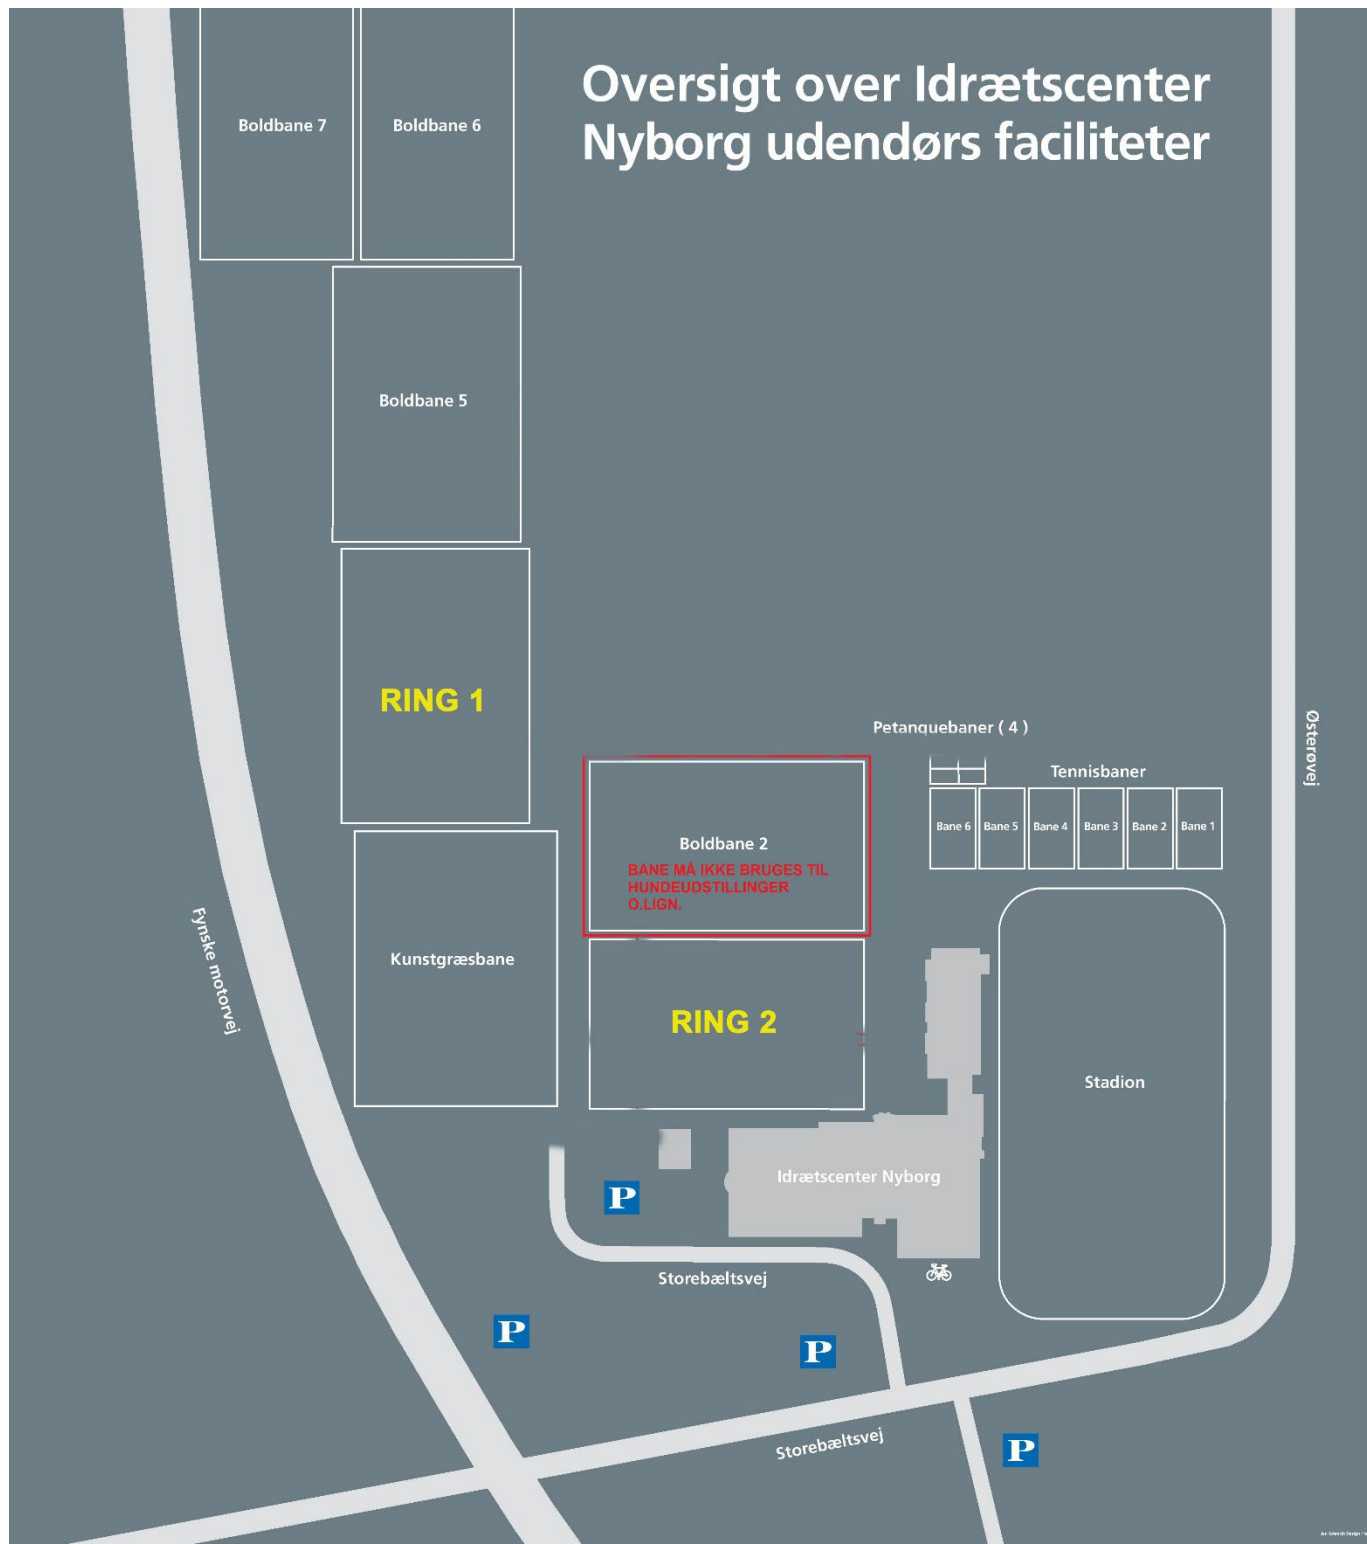 Oversigt over Idrætscenter
Nyborg udendørs faciliteter
Boldbane 7
Boldbane 6
Boldbane 5
RING 1
Petanquebaner ( 4 )
Tennisbaner
Østerøvej
Bane 6
Bane 5
Bane 4
Bane 3
Bane 2
Bane 1
Boldbane 2
BANE MÅ IKKE BRUGES TIL
HUNDEUDSTILLINGER
O.LIGN.
Fynske motorvej
Kunstgræsbane
RING 2
Stadion
Idrætscenter Nyborg
P
Storebæltsvej
P
P
Storebæltsvej
P